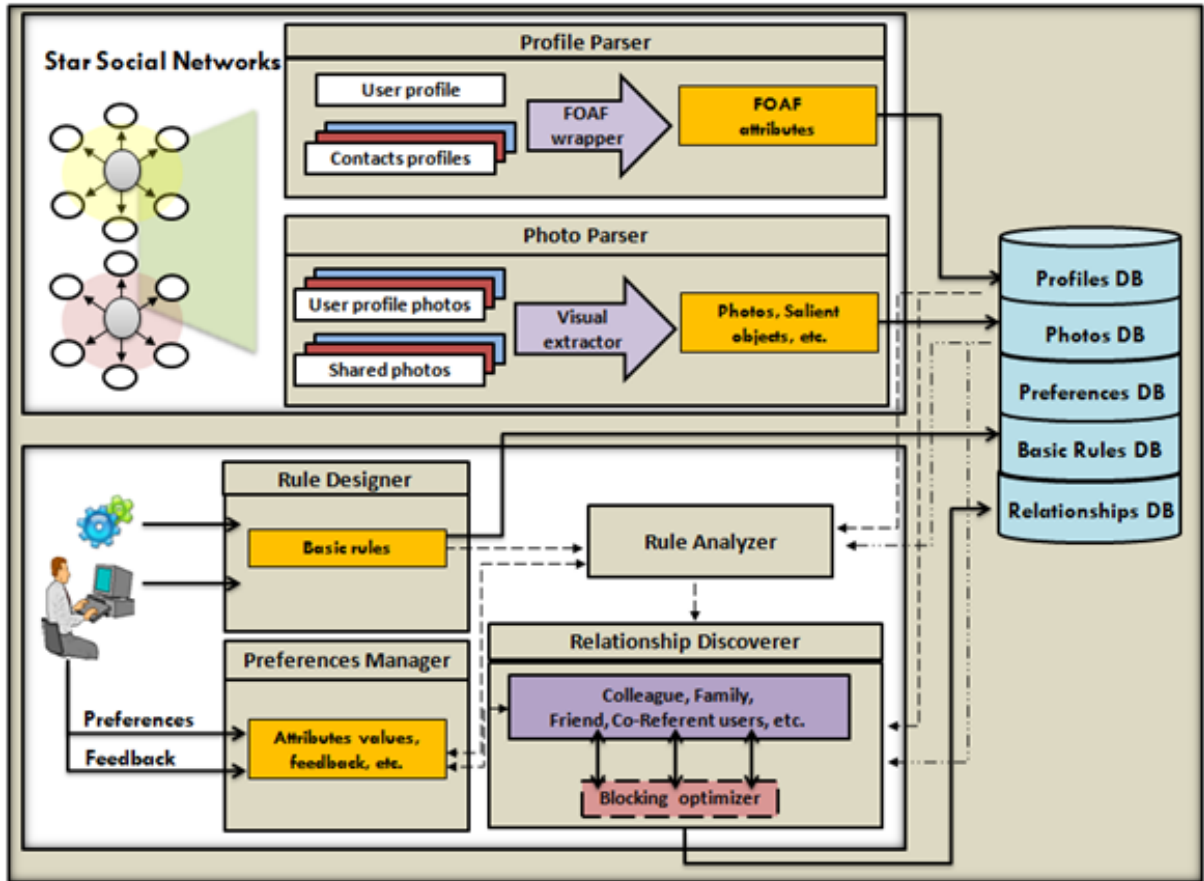 Star Social Networks
Profile Parser
User profile
Contacts profiles
FOAF
wrapper
FOAF
attributes
Photo Parser
User profile photos
Shared photos
Visual
extractor
Photos, Salient
objects, etc.
Profiles DB
Photos DB
Preferences DB
Basic Rules DB
Relationships DB
Rule Designer
Basic rules
Rule Analyzer
Preferences Manager
Preferences
Feedback
Attributes values,
feedback, etc.
Relationship Discoverer
Colleague, Family,
Friend, Co-Referent users, etc.
Blocking optimizer